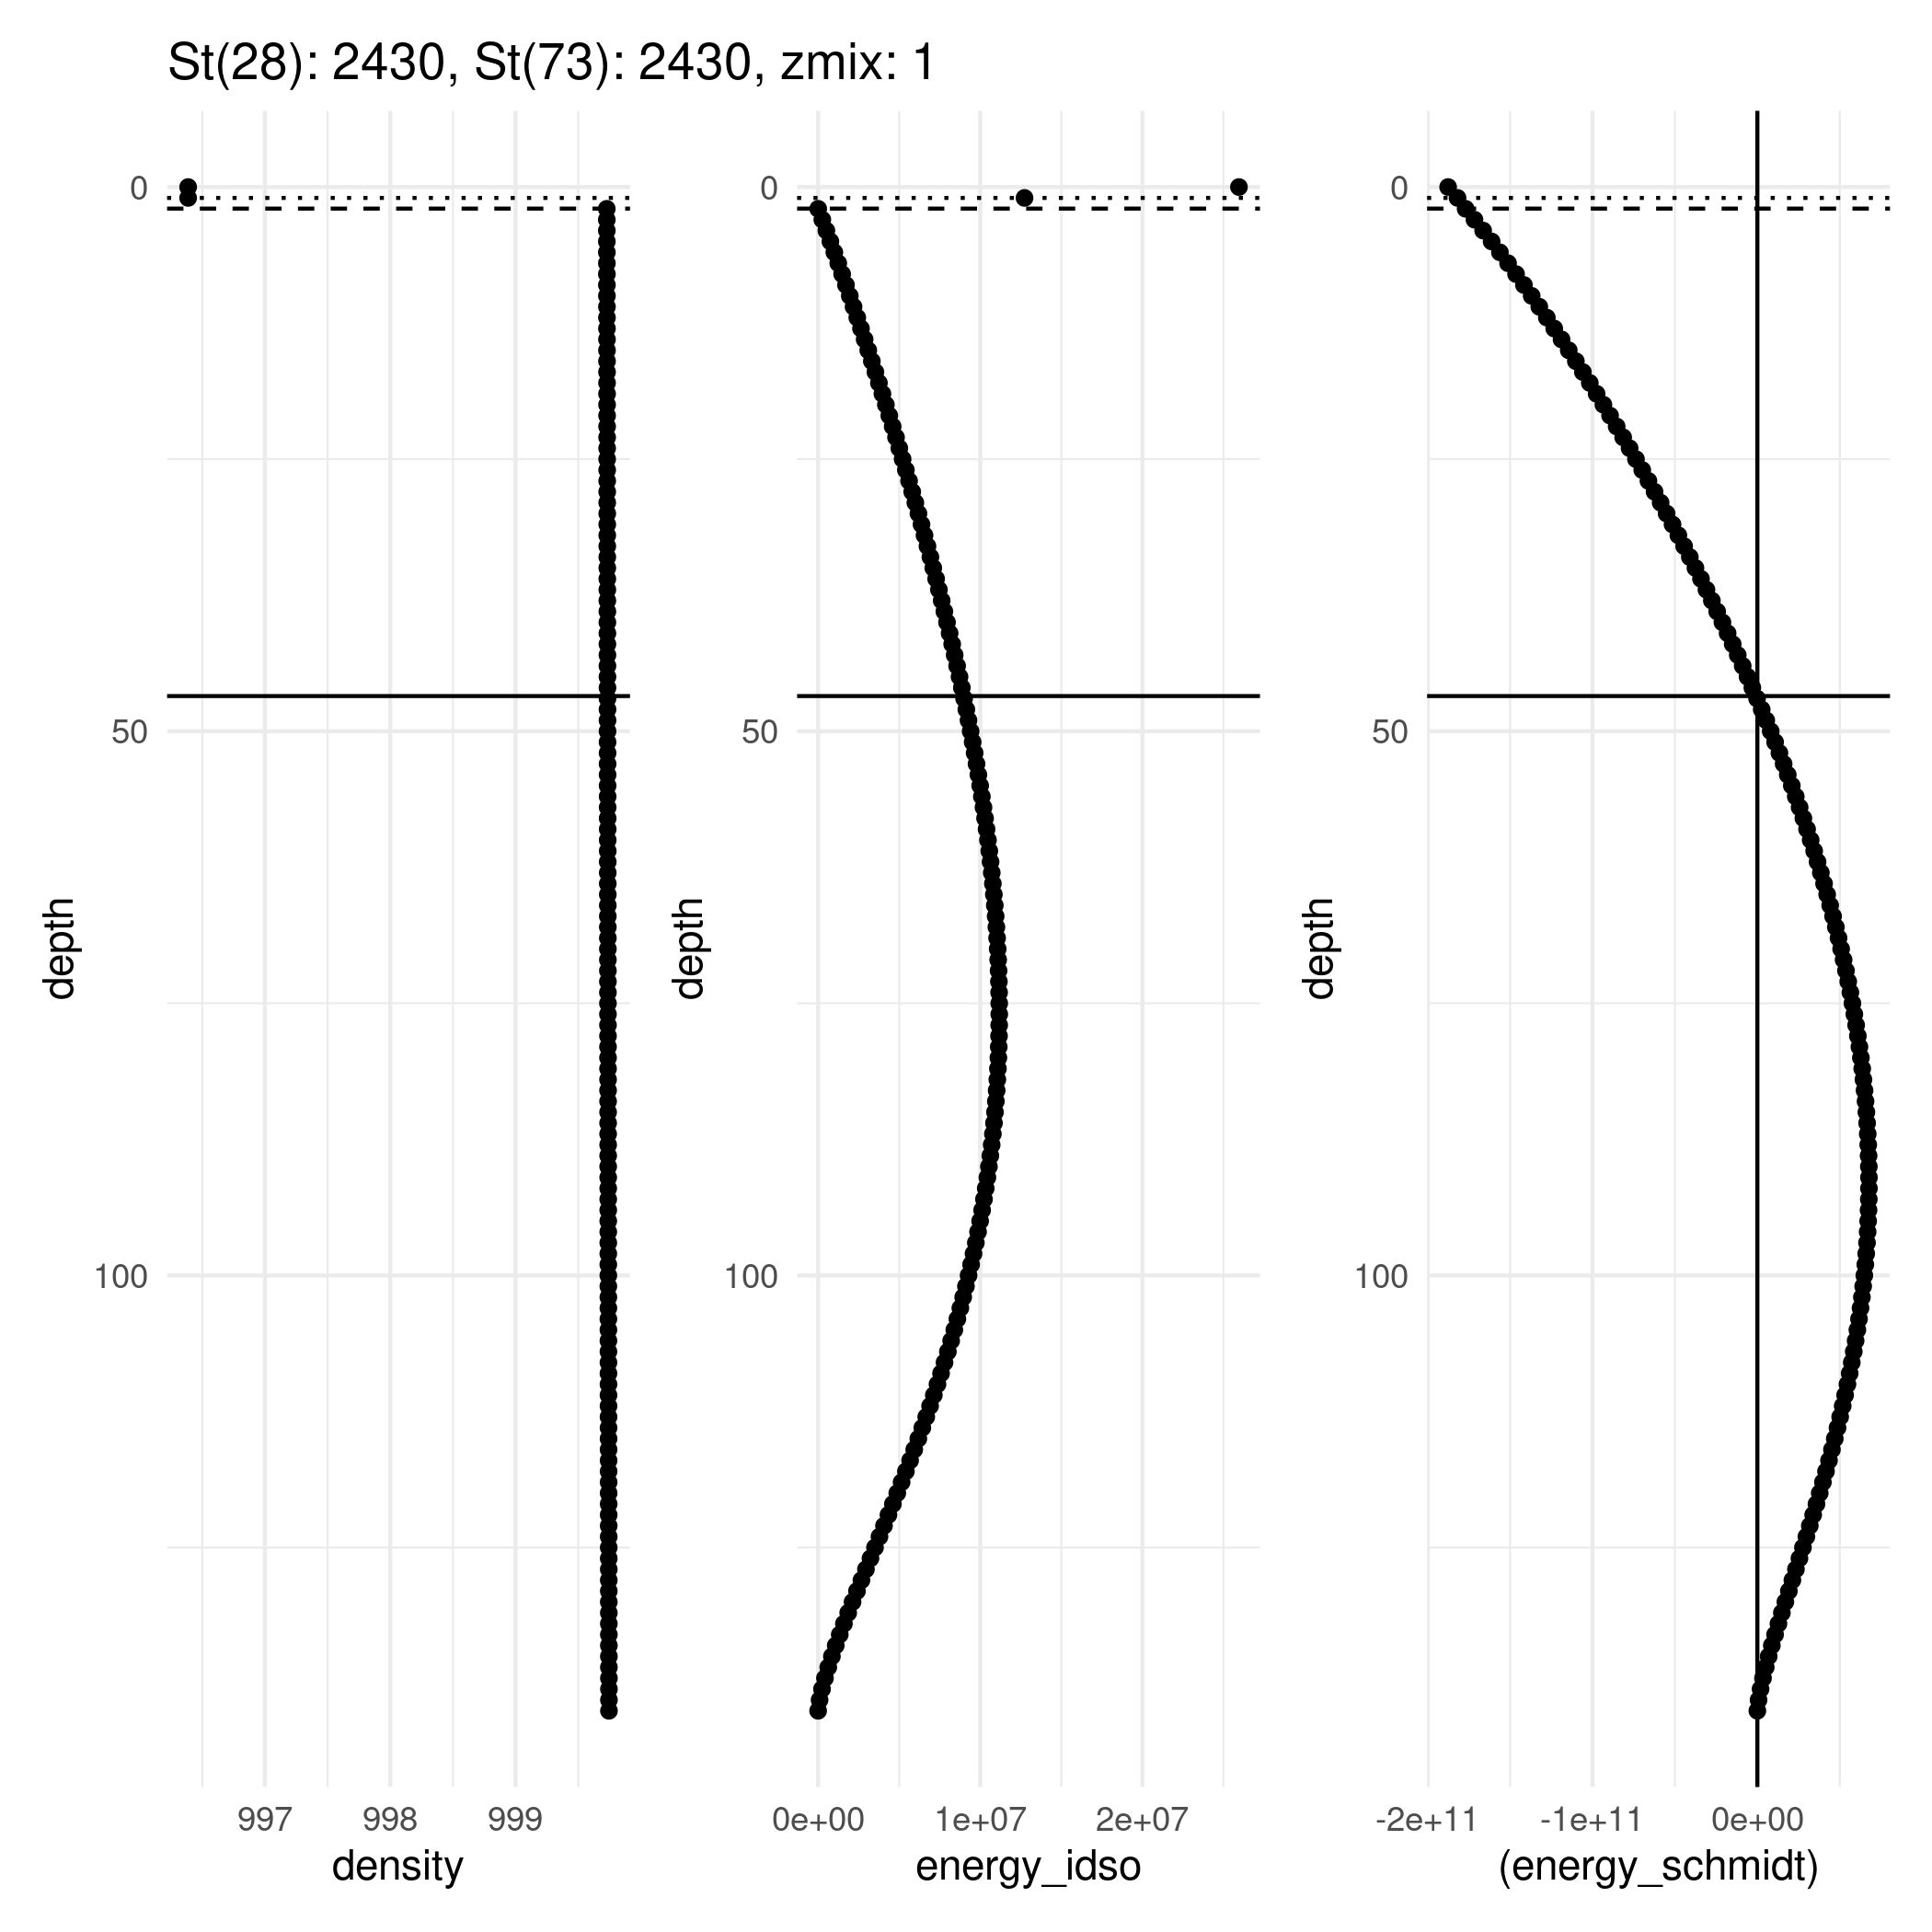 St(28): 2430, St(73): 2430, zmix: 1
depth
0
50
100
997 998 999
density
depth
0
50
100
0e+00 1e+07 2e+07
energy_idso
depth
0
50
100
-2e+11 -1e+11 0e+00
(energy_schmidt)